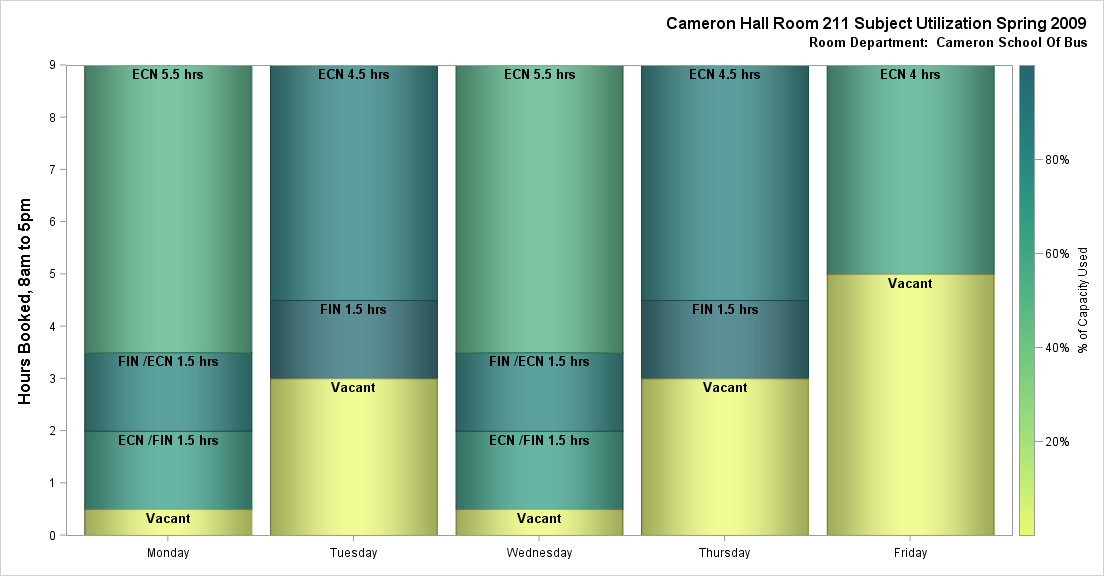 Cameron Hall Room 211 Subject Utilization Spring 2009
Room Department:  Cameron School Of Bus
Hours Booked, 8am to 5pm
9
8
7
6
5
4
3
2
1
0
ECN 5.5 hrs
FIN /ECN 1.5 hrs
ECN /FIN 1.5 hrs
Vacant
ECN 4.5 hrs
FIN 1.5 hrs
Vacant
ECN 5.5 hrs
FIN /ECN 1.5 hrs
ECN /FIN 1.5 hrs
Vacant
ECN 4.5 hrs
FIN 1.5 hrs
Vacant
ECN 4 hrs
Vacant
Monday
Tuesday
Wednesday
Thursday
Friday
80%
60%
40%
20%
% of Capacity Used